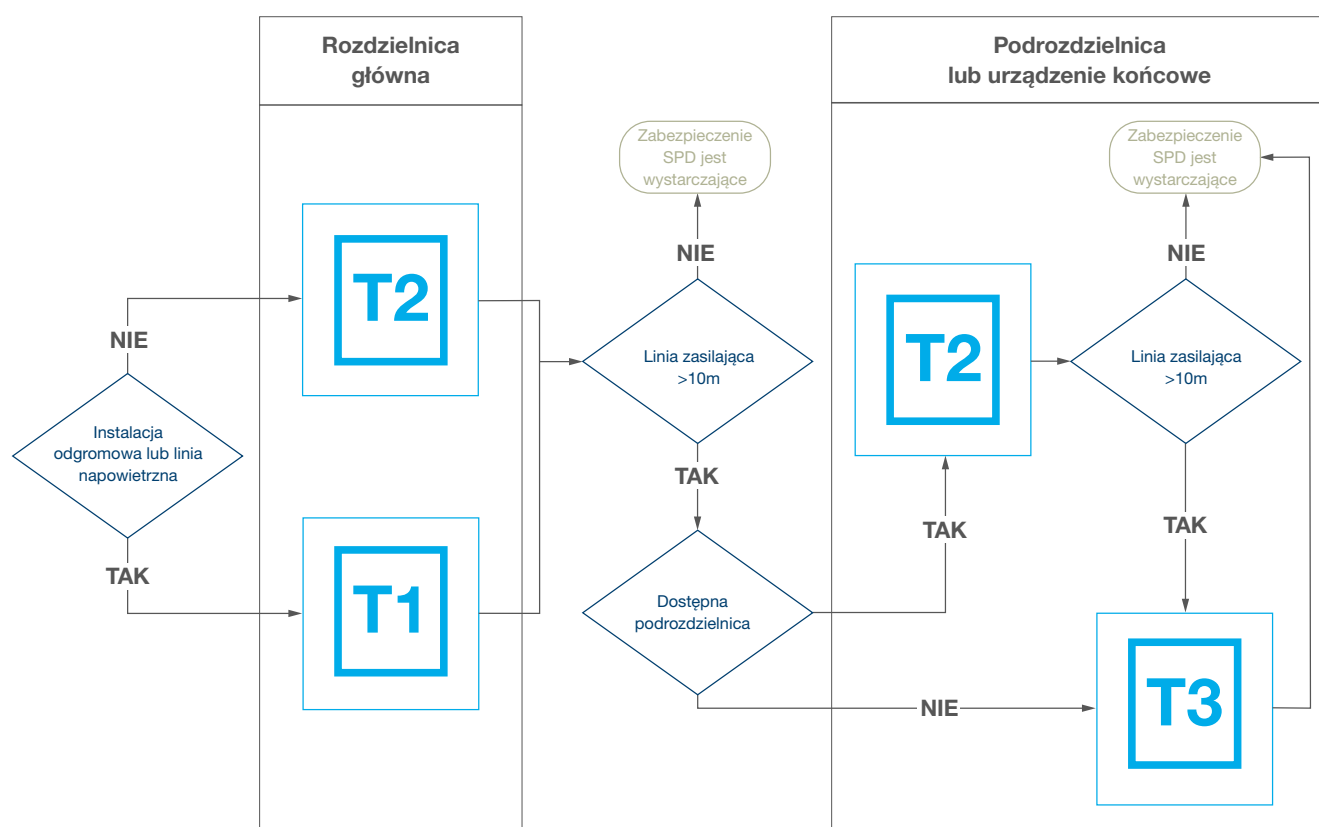 Rozdzielnica
główna
Podrozdzielnica
lub urządzenie końcowe
Zabezpieczenie
SPD jest
wystarczające
Zabezpieczenie
SPD jest
wystarczające
NIE
NIE
T2
T2
NIE
Linia zasilająca
>10m
Linia zasilająca
>10m
Instalacja
odgromowa lub linia
napowietrzna
TAK
TAK
TAK
TAK
T1
Dostępna
podrozdzielnica
T3
NIE